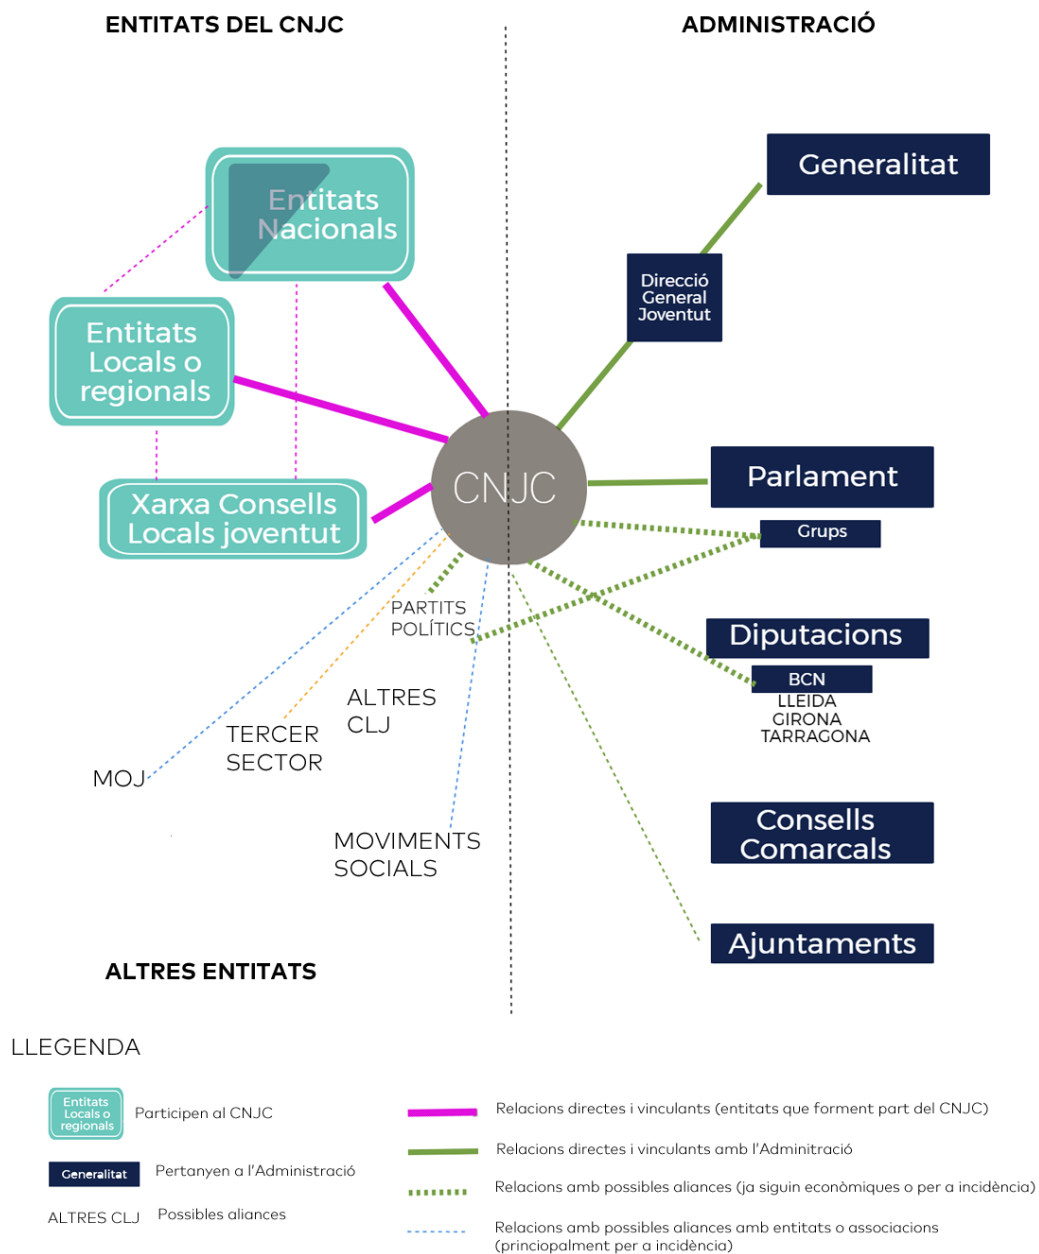 ENTITATS DEL CNJC
ADMINISTRACIÓ
Generalitat
Entitats
Nacionals
Direcció
General
Joventut
Entitats
Locals o
regionals
CNJC
Parlament
Xarxa Consells
Locals joventut
Grups
PARTITS
POLÍTICS
Diputacions
BCN
LLEIDA
GIRONA
TARRAGONA
ALTRES
CLJ
TERCER
SECTOR
MOJ
MOVIMENTS
SOCIALS
Consells
Comarcals
Ajuntaments
ALTRES ENTITATS
LLEGENDA
Entitats
Locals o
regionals
Participen al CNJC
Generalitat
Pertanyen a l'Administració
ALTRES CLJ
Possibles aliances
Relacions directes i vinculants (entitats que forment part del CNJC)
Relacions directes i vinculants amb l'Adminitració
Relacions amb possibles aliances (ja siguin econòmiques o per a incidència)
Relacions amb possibles aliances amb entitats o associacions
(princiopalment per a incidència)